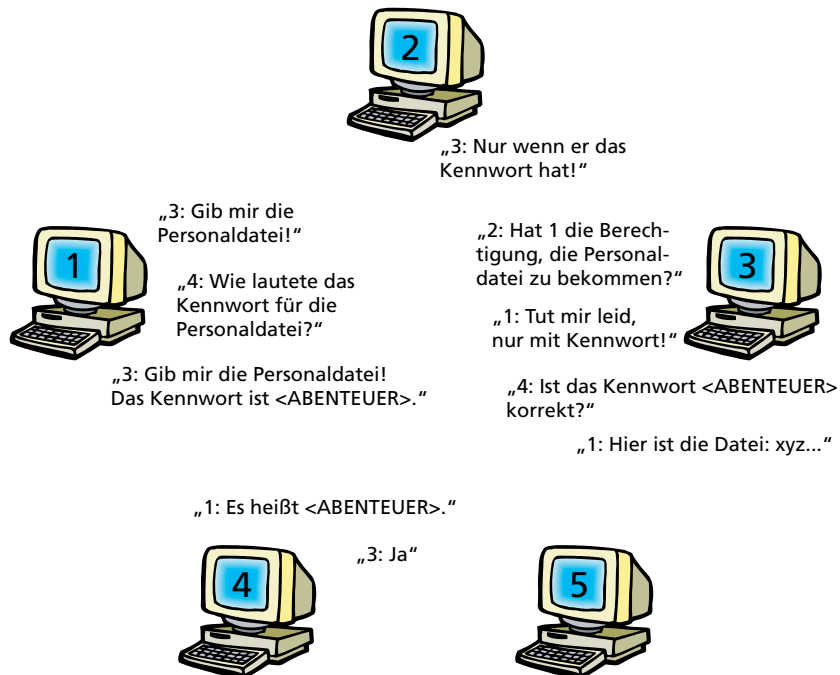 2
„3: Nur wenn er das
Kennwort hat!“
1
„3: Gib mir die
Personaldatei!“
„4: Wie lautete das
Kennwort für die
Personaldatei?“
„3: Gib mir die Personaldatei!
Das Kennwort ist <ABENTEUER>.“
3
„2: Hat 1 die Berech-
tigung, die Personal-
datei zu bekommen?“
„1: Tut mir leid,
nur mit Kennwort!“
„4: Ist das Kennwort <ABENTEUER>
korrekt?“
„1: Hier ist die Datei: xyz...“
„1: Es heißt <ABENTEUER>.“
„3: Ja“
4
5